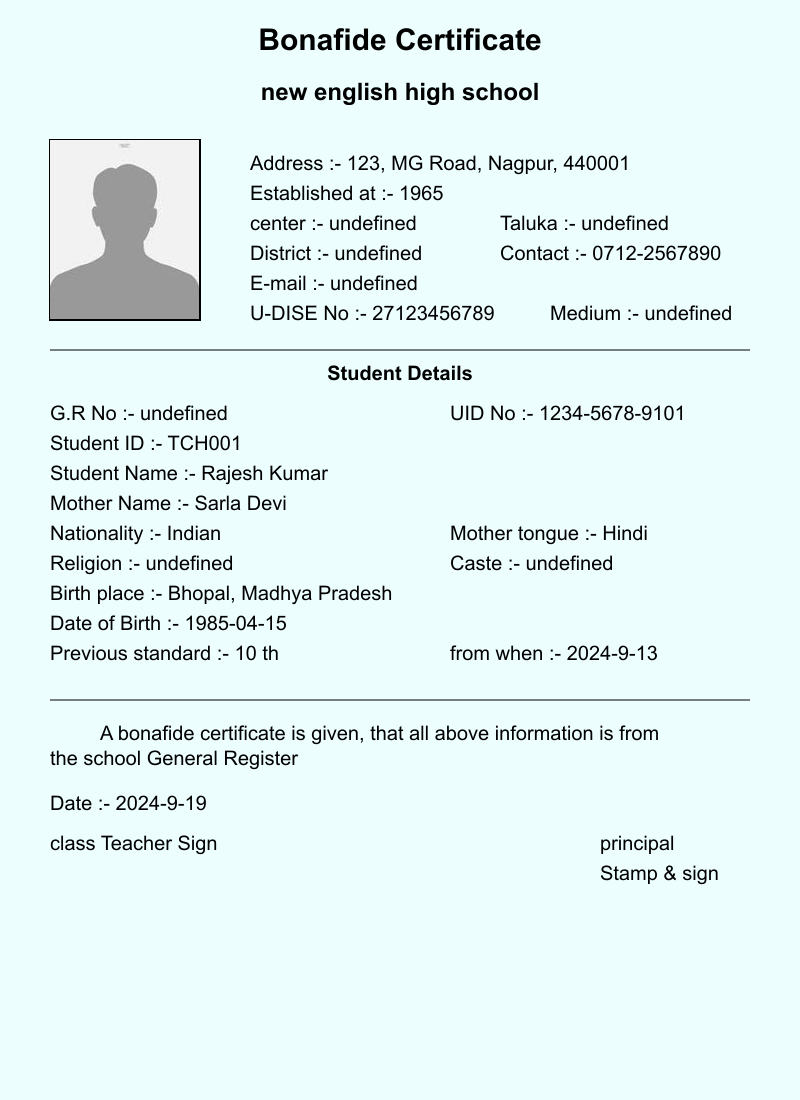 Bonafide Certificate
new english high school
Address :- 123, MG Road, Nagpur, 440001
Established at :- 1965
center :- undefined Taluka :- undefined
District :- undefined Contact :- 0712-2567890
E-mail :- undefined
U-DISE No :- 27123456789 Medium :- undefined
Student Details
G.R No :- undefined UID No :- 1234-5678-9101
Student ID :- TCH001
Student Name :- Rajesh Kumar
Mother Name :- Sarla Devi
Nationality :- Indian Mother tongue :- Hindi
Religion :- undefined Caste :- undefined
Birth place :- Bhopal, Madhya Pradesh
Date of Birth :- 1985-04-15
Previous standard :- 10 th from when :- 2024-9-13
A bonafide certificate is given, that all above information is from
the school General Register
Date :- 2024-9-19
class Teacher Sign principal
Stamp & sign